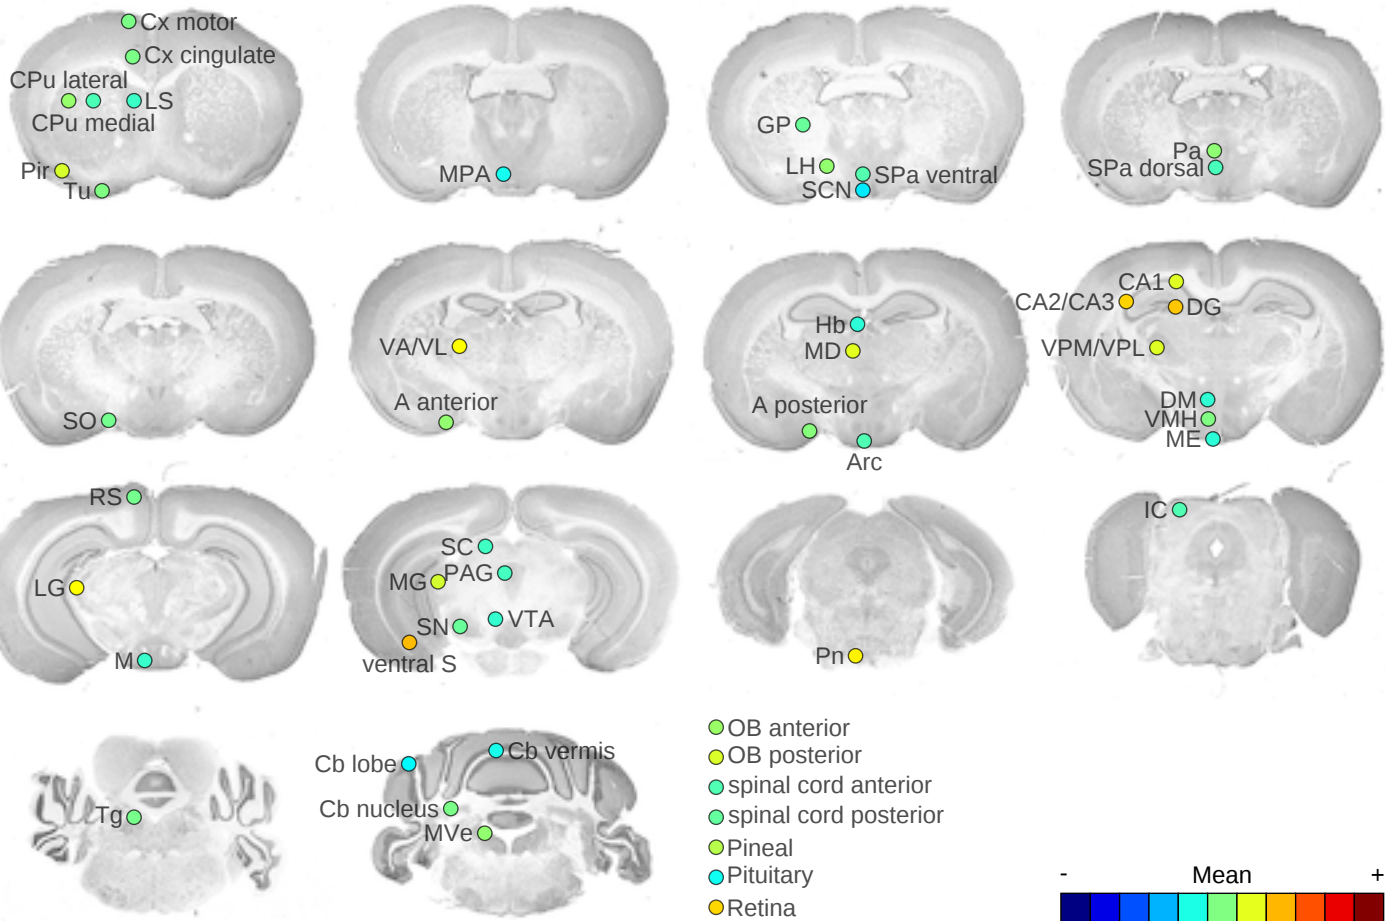 Cx motor
Cx cingulate
CPu lateral
LS
CPu medial
Pir
Tu
MPA
GP
LH
SPa ventral
SCN
Pa
SPa dorsal
SO
VA/VL
A anterior
Hb
MD
A posterior
Arc
CA1
CA2/CA3
DG
VPM/VPL
DM
VMH
ME
RS
LG
M
SC
PAG
MG
SN
VTA
ventral S
Pn
IC
Tg
Cb lobe
Cb vermis
Cb nucleus
MVe
OB anterior
OB posterior
spinal cord anterior
spinal cord posterior
Pineal
Pituitary
Retina
- Mean +